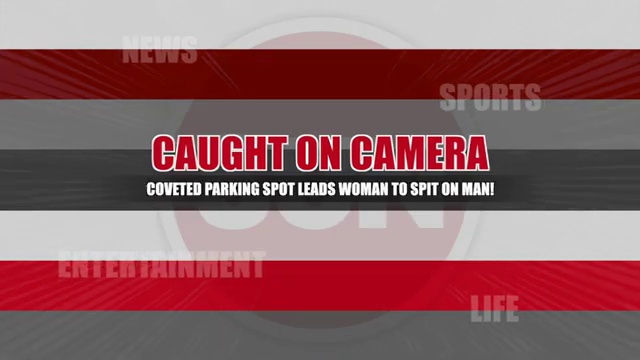 NEWS
SPORTS
CAUGHT ON CAMERA
COVETED PARKING SPOT LEADS WOMAN TO SPIT ON MAN!
ENTERTAINMENT
LIFE